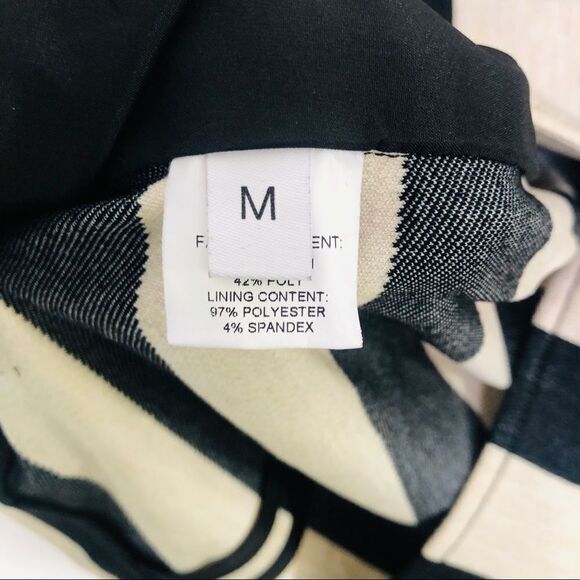 M
42% POLY
LINING CONTENT:
97% POLYESTER
4% SPANDEX